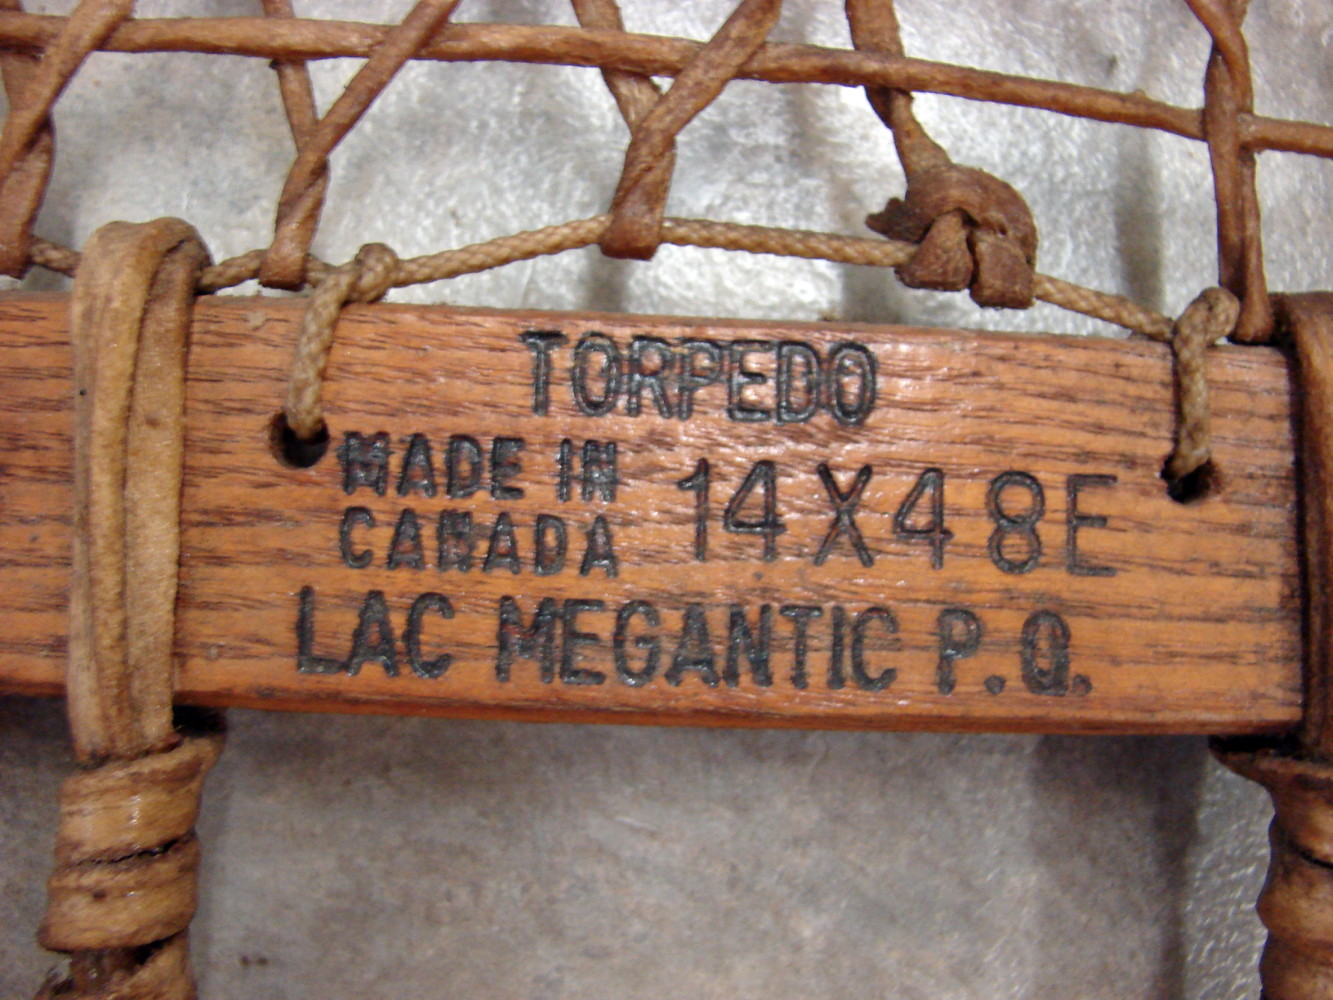 TORPEDO
MADE IN
CANADA
14X48E
LAC MEGANTIC P.Q.